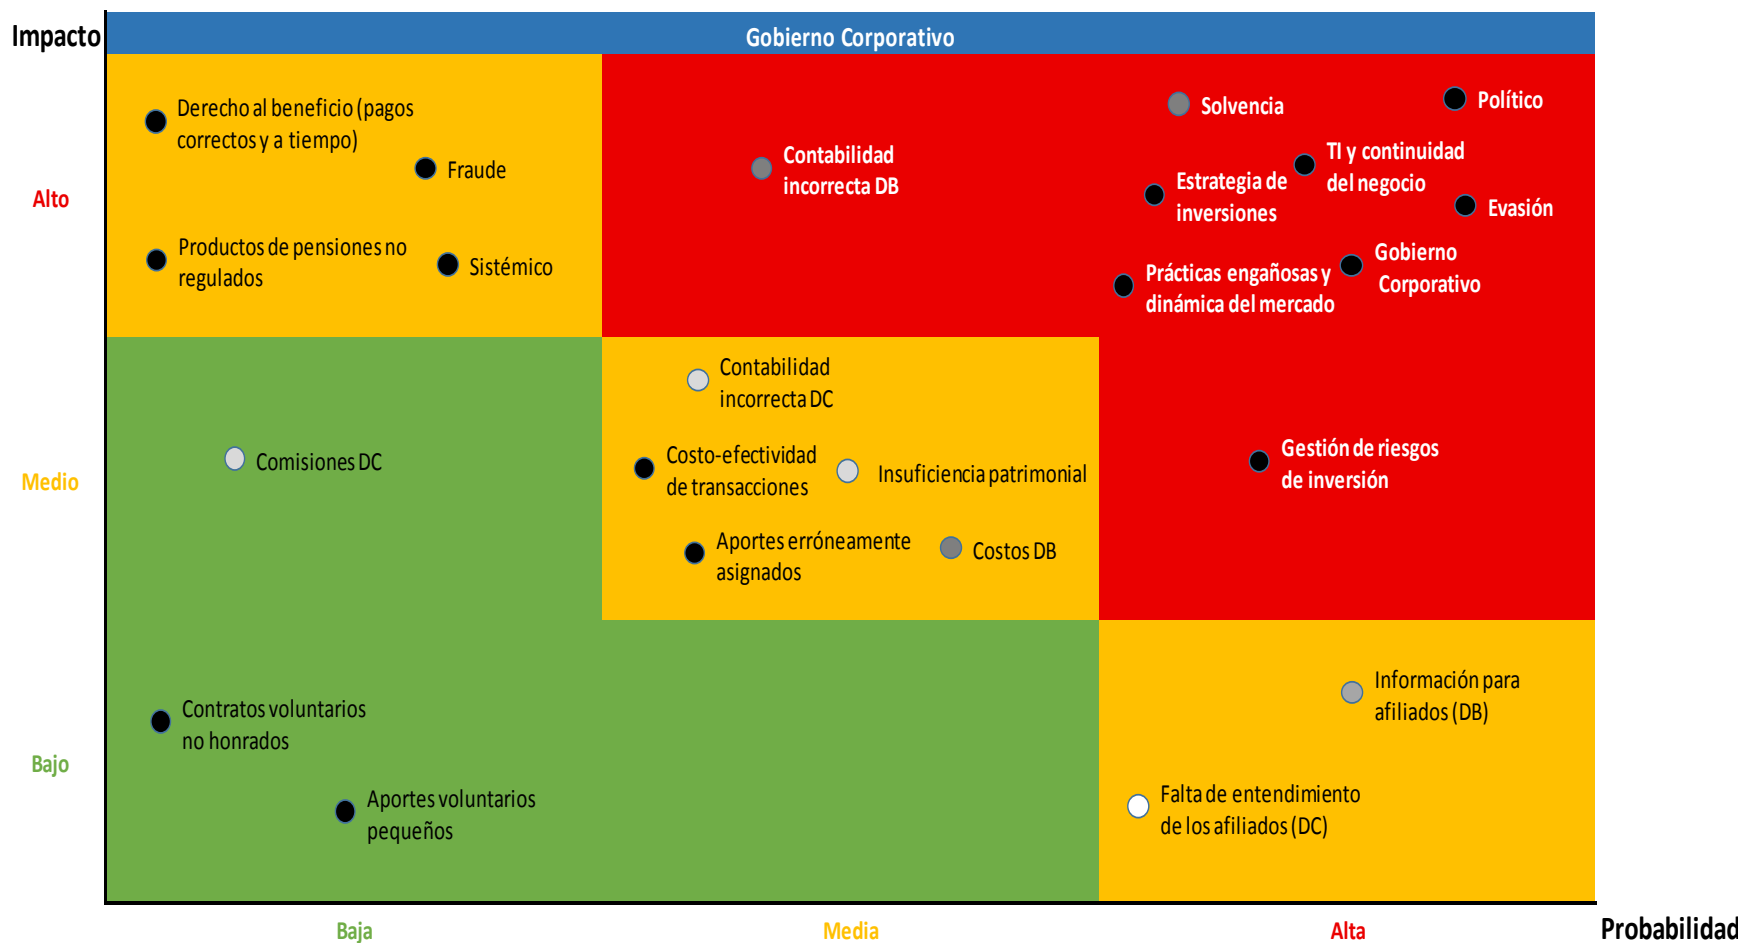 Impacto
Gobierno Corporativo
Derecho al beneficio (pagos
correctos y a tiempo)
Fraude
Productos de pensiones no
regulados
Sistémico
Contabilidad
incorrecta DB
Solvencia
Político
TI y continuidad
del negocio
Estrategia de
inversiones
Evasión
Gobierno
Corporativo
Prácticas engañosas y
dinámica del mercado
Alto
Contabilidad
incorrecta DC
Comisiones DC
Costo-efectividad
de transacciones
Insuficiencia patrimonial
Gestión de riesgos
de inversión
Medio
Aportes erróneamente
asignados
Costos DB
Información para
afiliados (DB)
Contratos voluntarios
no honrados
Bajo
Aportes voluntarios
pequeños
Falta de entendimiento
de los afiliados (DC)
Baja
Media
Alta
Probabilidad